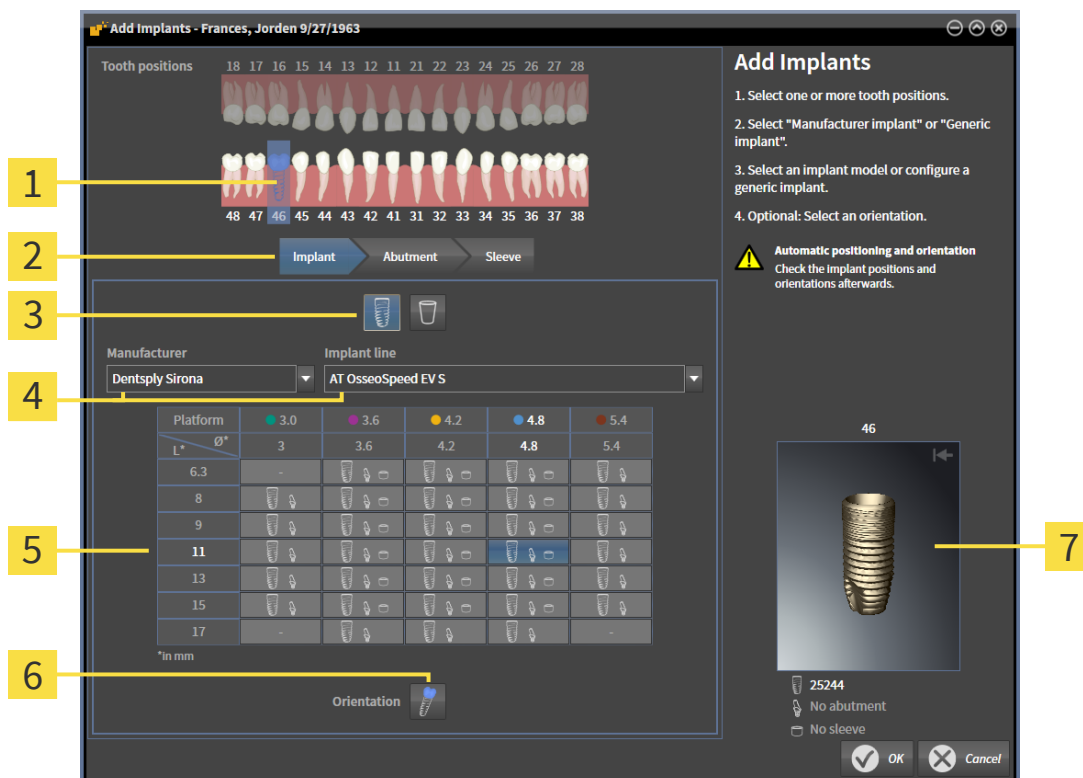 Add Implants - Frances, Jorden 9/27/1963
Tooth positions
18 17 16 15 14 13 12 11 21 22 23 24 25 26 27 28
1
48 47 46 45 44 43 42 41 31 32 33 34 35 36 37 38
2
Implant Abutment Sleeve
3
Manufacturer Implant line
Dentsply Sirona AT OsseoSpeed EV S
4
Platform 3.0 3.6 4.2 4.8 5.4
L* Ø* 3 3.6 4.2 4.8 5.4
6.3 -
8
9
5
11
13
15
17 - -
*in mm
6
Orientation
Add Implants
1. Select one or more tooth positions.
2. Select "Manufacturer implant" or "Generic
implant".
3. Select an implant model or configure a
generic implant.
4. Optional: Select an orientation.
Automatic positioning and orientation
Check the implant positions and
orientations afterwards.
46
7
25244
No abutment
No sleeve
OK Cancel